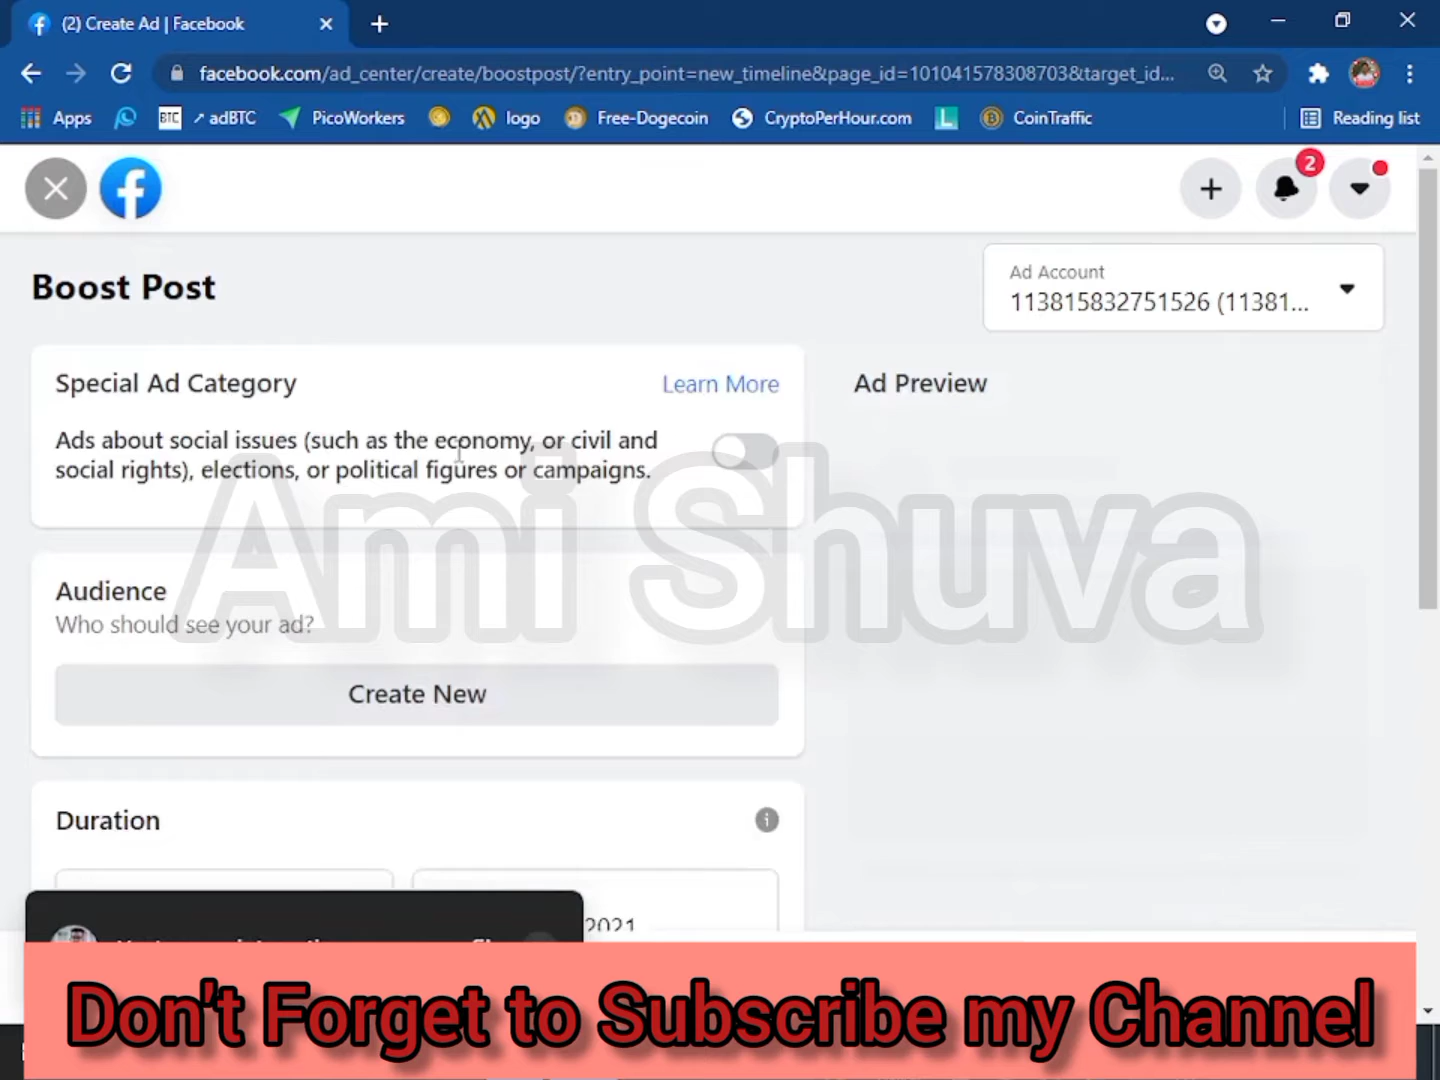 (2) Create Ad | Facebook
facebook.com/ad_center/create/boostpost/?entry_point=new_timeline&page_id=101041578308703&target_id...
Apps
BTC
adBTC
PicoWorkers
logo
Free-Dogecoin
CryptoPerHour.com
L
CoinTraffic
Reading list
2
Boost Post
Ad Account
113815832751526 (11381...
Special Ad Category
Learn More
Ad Preview
Ads about social issues (such as the economy, or civil and
social rights), elections, or political figures or campaigns.
Ami Shuva
Audience
Who should see your ad?
Create New
Duration
2021
Don't Forget to Subscribe my Channel